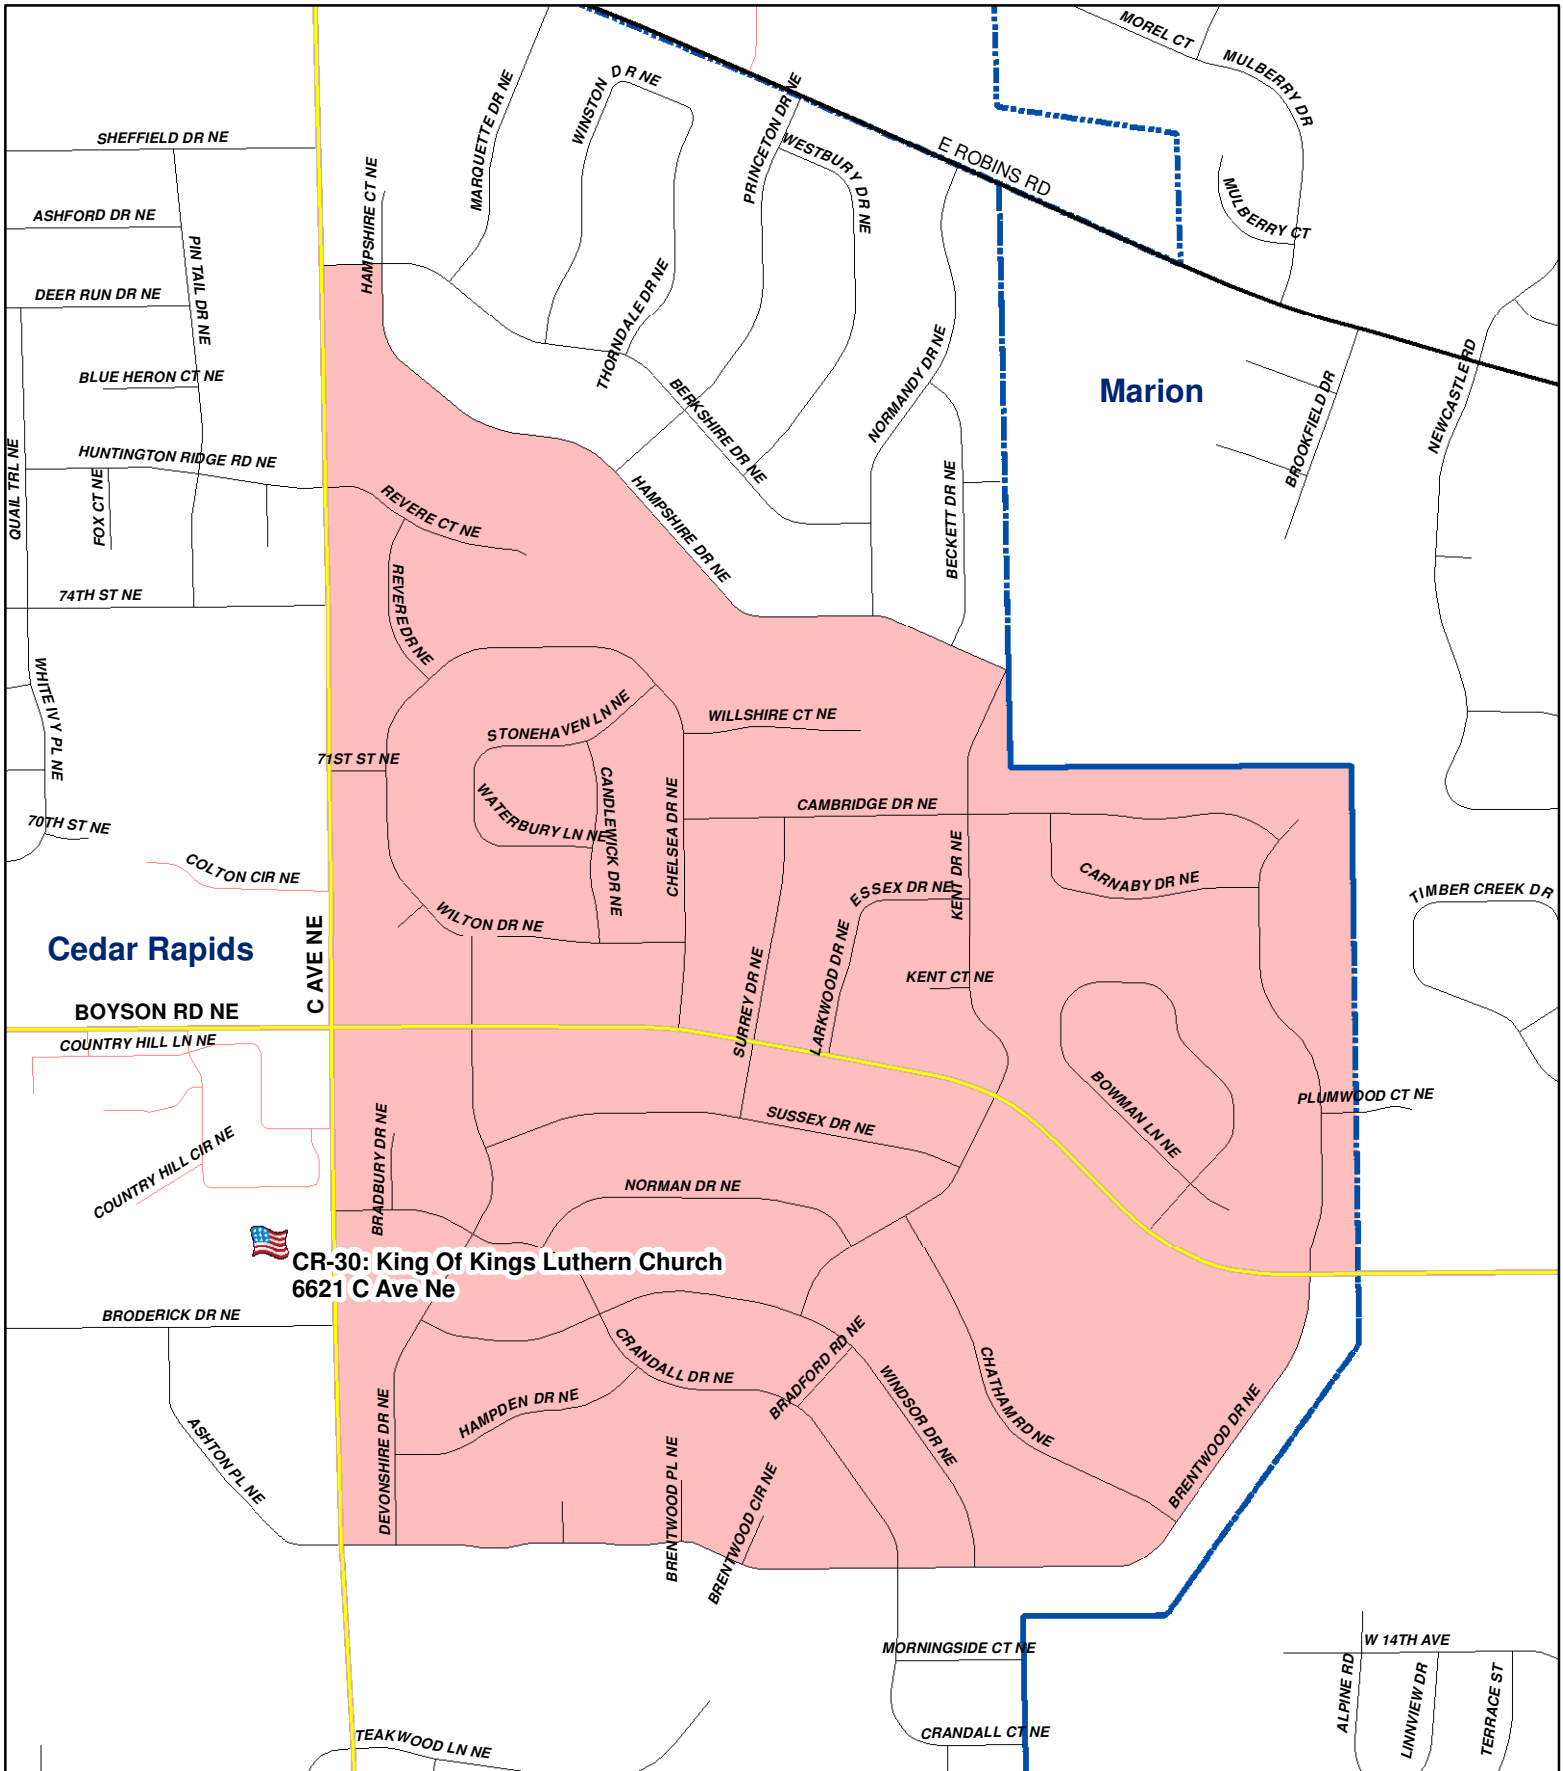 MOREL CT
MULBERRY DR
MARQUETTE DR NE
WINSTON DR NE
PRINCETON DR NE
SHEFFIELD DR NE
WESTBURY DR NE
E ROBINS RD
HAMPSHIRE CT NE
MULBERRY CT
ASHFORD DR NE
PIN TAIL DR NE
DEER RUN DR NE
THORNDALE DR NE
NORMANDY DR NE
NEWCASTLE RD
BLUE HERON CT NE
BERKSHIRE DR NE
Marion
BROOKFIELD DR
QUAIL TRL NE
HUNTINGTON RIDGE RD NE
FOX CT NE
REVERE CT NE
HAMPSHIRE DR NE
BECKETT DR NE
REVERE DR NE
74TH ST NE
WHITE IVY PL NE
STONEHAVEN LN NE
WILLSHIRE CT NE
71ST ST NE
CANDLEWICK DR NE
WATERBURY LN NE
CHELSEA DR NE
CAMBRIDGE DR NE
70TH ST NE
KENT DR NE
COLTON CIR NE
ESSEX DR NE
CARNABY DR NE
TIMBER CREEK DR
WILTON DR NE
Cedar Rapids
C AVE NE
SURREY DR NE
LARKWOOD DR NE
KENT CT NE
BOYSON RD NE
COUNTRY HILL LN NE
BOWMAN LN NE
PLUMWOOD CT NE
BRADBURY DR NE
SUSSEX DR NE
COUNTRY HILL CIR NE
NORMAN DR NE
CR-30: King Of Kings Luthern Church
6621 C Ave Ne
BRODERICK DR NE
CRANDALL DR NE
BRADFORD RD NE
CHATHAM RD NE
WINDSOR DR NE
HAMPDEN DR NE
DEVONSHIRE DR NE
BRENTWOOD DR NE
ASHTON PL NE
BRENTWOOD PL NE
BRENTWOOD CIR NE
MORNINGSIDE CT NE
W 14TH AVE
ALPINE RD
LINNVIEW DR
TERRACE ST
CRANDALL CT NE
TEAKWOOD LN NE